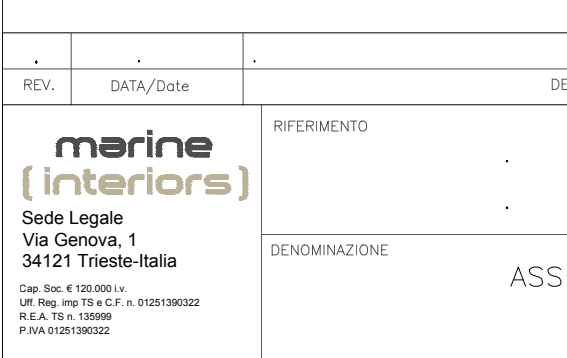 . . .
REV. DATA/Date DE
RIFERIMENTO
marine
[interiors]
.
.
Sede Legale
Via Genova, 1
34121 Trieste-Italia
DENOMINAZIONE
ASS
Cap. Soc. € 120.000 i.v.
Uff. Reg. imp TS e C.F. n. 01251390322
R.E.A. TS n. 135999
P.IVA 01251390322